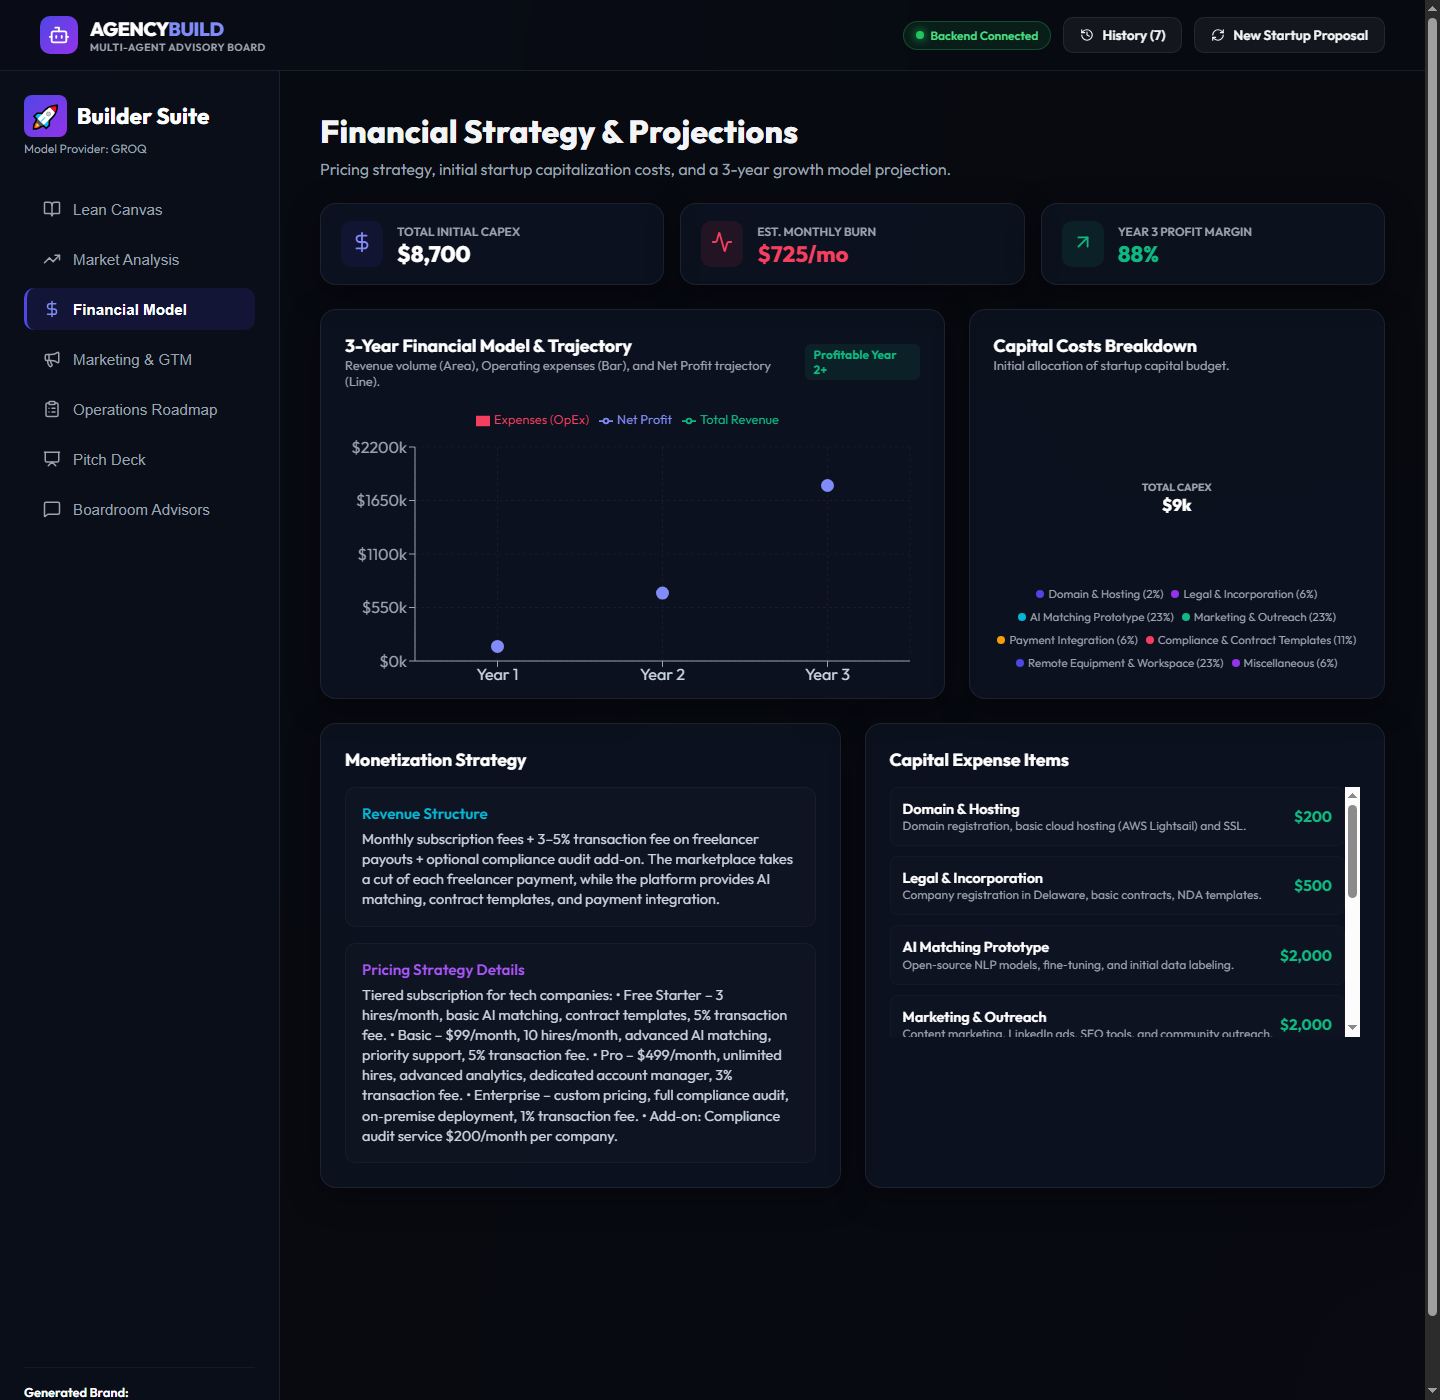 AGENCYBUILD
MULTI-AGENT ADVISORY BOARD
Backend Connected
History (7)
New Startup Proposal
Builder Suite
Model Provider: GROQ
Lean Canvas
Market Analysis
Financial Model
Marketing & GTM
Operations Roadmap
Pitch Deck
Boardroom Advisors
Generated Brand:
Financial Strategy & Projections
Pricing strategy, initial startup capitalization costs, and a 3-year growth model projection.
TOTAL INITIAL CAPEX
$8,700
EST. MONTHLY BURN
$725/mo
YEAR 3 PROFIT MARGIN
88%
3-Year Financial Model & Trajectory
Revenue volume (Area), Operating expenses (Bar), and Net Profit trajectory
(Line).
Profitable Year
2+
Expenses (OpEx)
Net Profit
Total Revenue
$2200k
$1650k
$1100k
$550k
$0k
Year 1
Year 2
Year 3
Capital Costs Breakdown
Initial allocation of startup capital budget.
TOTAL CAPEX
$9k
Domain & Hosting (2%) Legal & Incorporation (6%)
AI Matching Prototype (23%) Marketing & Outreach (23%)
Payment Integration (6%) Compliance & Contract Templates (11%)
Remote Equipment & Workspace (23%) Miscellaneous (6%)
Monetization Strategy
Revenue Structure
Monthly subscription fees + 3–5% transaction fee on freelancer
payouts + optional compliance audit add-on. The marketplace takes
a cut of each freelancer payment, while the platform provides AI
matching, contract templates, and payment integration.
Pricing Strategy Details
Tiered subscription for tech companies: • Free Starter – 3
hires/month, basic AI matching, contract templates, 5% transaction
fee. • Basic – $99/month, 10 hires/month, advanced AI matching,
priority support, 5% transaction fee. • Pro – $499/month, unlimited
hires, advanced analytics, dedicated account manager, 3%
transaction fee. • Enterprise – custom pricing, full compliance audit,
on-premise deployment, 1% transaction fee. • Add-on: Compliance
audit service $200/month per company.
Capital Expense Items
Domain & Hosting
Domain registration, basic cloud hosting (AWS Lightsail) and SSL.
$200
Legal & Incorporation
Company registration in Delaware, basic contracts, NDA templates.
$500
AI Matching Prototype
Open-source NLP models, fine-tuning, and initial data labeling.
$2,000
Marketing & Outreach
Content marketing, LinkedIn ads, SEO tools, and community outreach.
$2,000